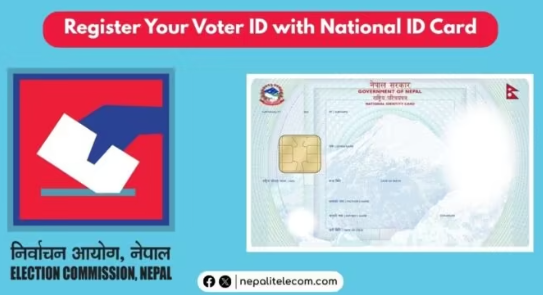 Register Your Voter ID with National ID Card
नेपाल सरकार
GOVERNMENT OF NEPAL
राष्ट्रिय परिचयपत्र
NATIONAL IDENTITY CARD
निर्वाचन आयोग, नेपाल
ELECTION COMMISSION, NEPAL
nepalitelecom.com